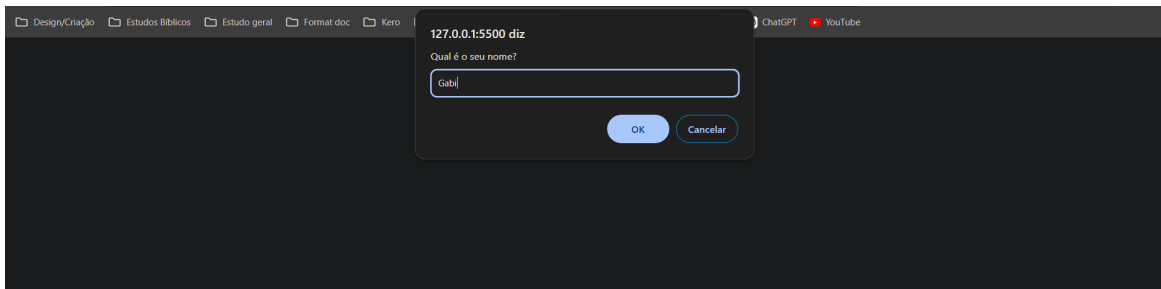 Design/Criação Estudos Bíblicos Estudo geral Format doc Kero ChatGPT YouTube
127.0.0.1:5500 diz
Qual é o seu nome?
Gabi
OK Cancelar